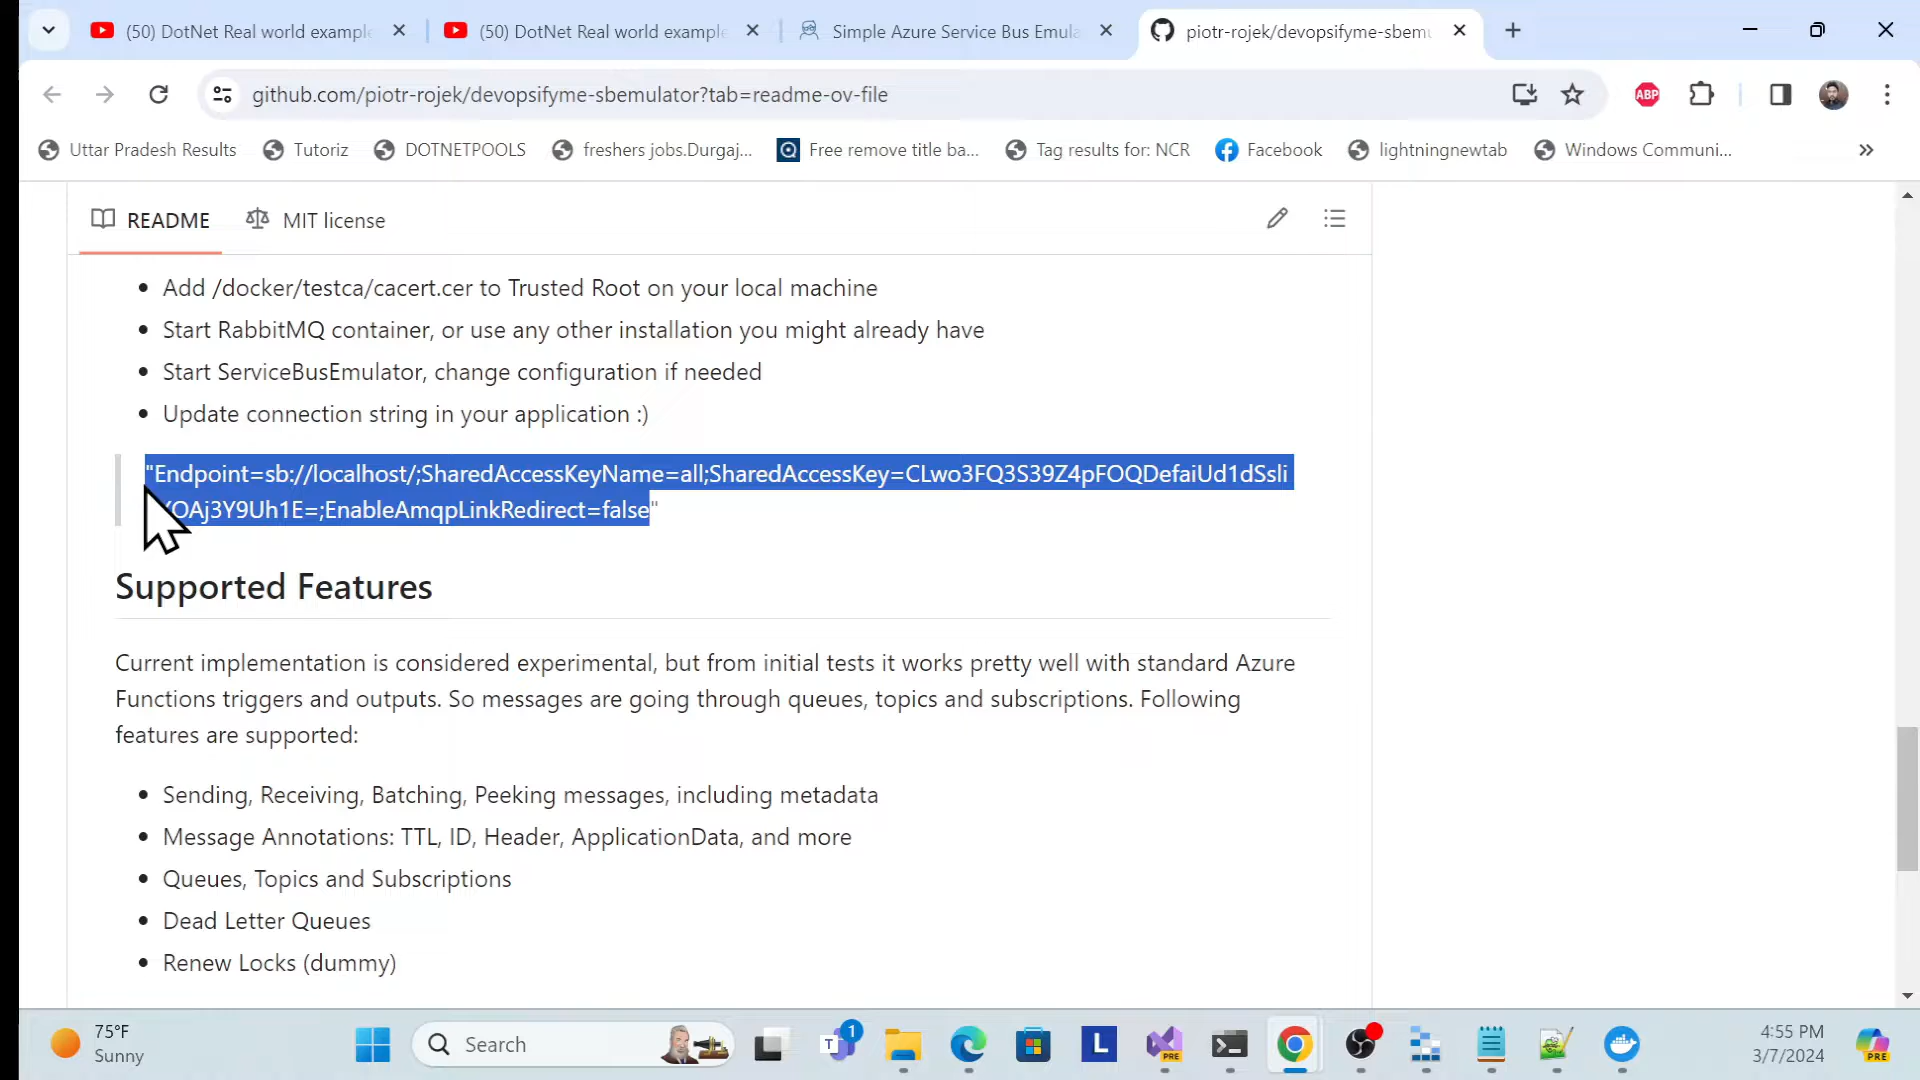 (50) DotNet Real world example
(50) DotNet Real world example
Simple Azure Service Bus Emula
piotr-rojek/devopsifyme-sbemu
github.com/piotr-rojek/devopsifyme-sbemulator?tab=readme-ov-file
ABP
Uttar Pradesh Results
Tutoriz
DOTNETPOOLS
freshers jobs.Durgaj...
Free remove title ba...
Tag results for: NCR
Facebook
lightningnewtab
Windows Communi...
»
README
MIT license
• Add /docker/testca/cacert.cer to Trusted Root on your local machine
• Start RabbitMQ container, or use any other installation you might already have
• Start ServiceBusEmulator, change configuration if needed
• Update connection string in your application :)
"Endpoint=sb://localhost/;SharedAccessKeyName=all;SharedAccessKey=CLwo3FQ3S39Z4pFOQDefaiUd1dSsli
OAj3Y9Uh1E=;EnableAmqpLinkRedirect=false"
Supported Features
Current implementation is considered experimental, but from initial tests it works pretty well with standard Azure
Functions triggers and outputs. So messages are going through queues, topics and subscriptions. Following
features are supported:
• Sending, Receiving, Batching, Peeking messages, including metadata
• Message Annotations: TTL, ID, Header, ApplicationData, and more
• Queues, Topics and Subscriptions
• Dead Letter Queues
• Renew Locks (dummy)
75°F
Sunny
Search
T
1
L
PRE
4:55 PM
3/7/2024
PRE